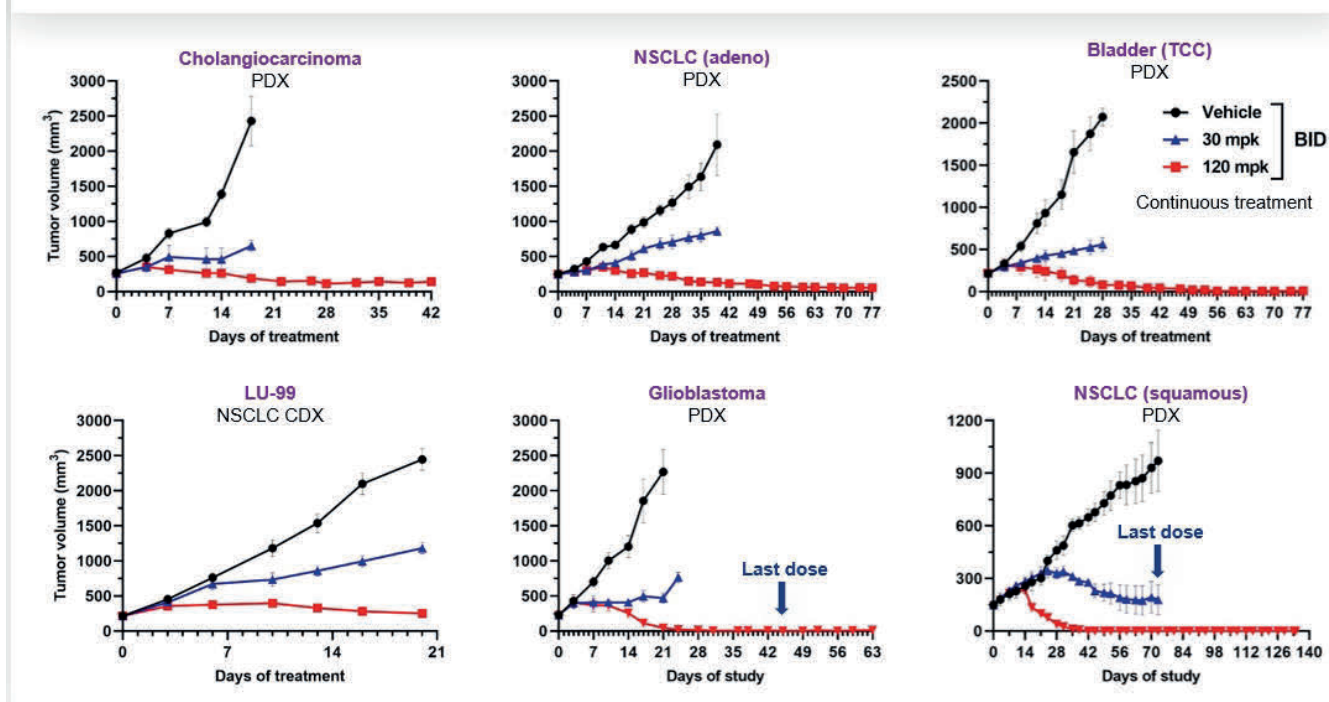 Cholangiocarcinoma
PDX
3000
2500
2000
1500
1000
500
0
Tumor volume (mm³)
0 7 14 21 28 35 42
Days of treatment
NSCLC (adeno)
PDX
3000
2500
2000
1500
1000
500
0
0 7 14 21 28 35 42 49 56 63 70 77
Days of treatment
Bladder (TCC)
PDX
2500
2000
1500
1000
500
0
Vehicle
30 mpk
120 mpk
BID
Continuous treatment
0 7 14 21 28 35 42 49 56 63 70 77
Days of treatment
LU-99
NSCLC CDX
3000
2500
2000
1500
1000
500
0
Tumor volume (mm³)
0 7 14 21
Days of treatment
Glioblastoma
PDX
3000
2500
2000
1500
1000
500
0
Last dose
0 7 14 21 28 35 42 49 56 63
Days of study
NSCLC (squamous)
PDX
1200
900
600
300
0
Last dose
0 14 28 42 56 70 84 98 112 126 140
Days of study